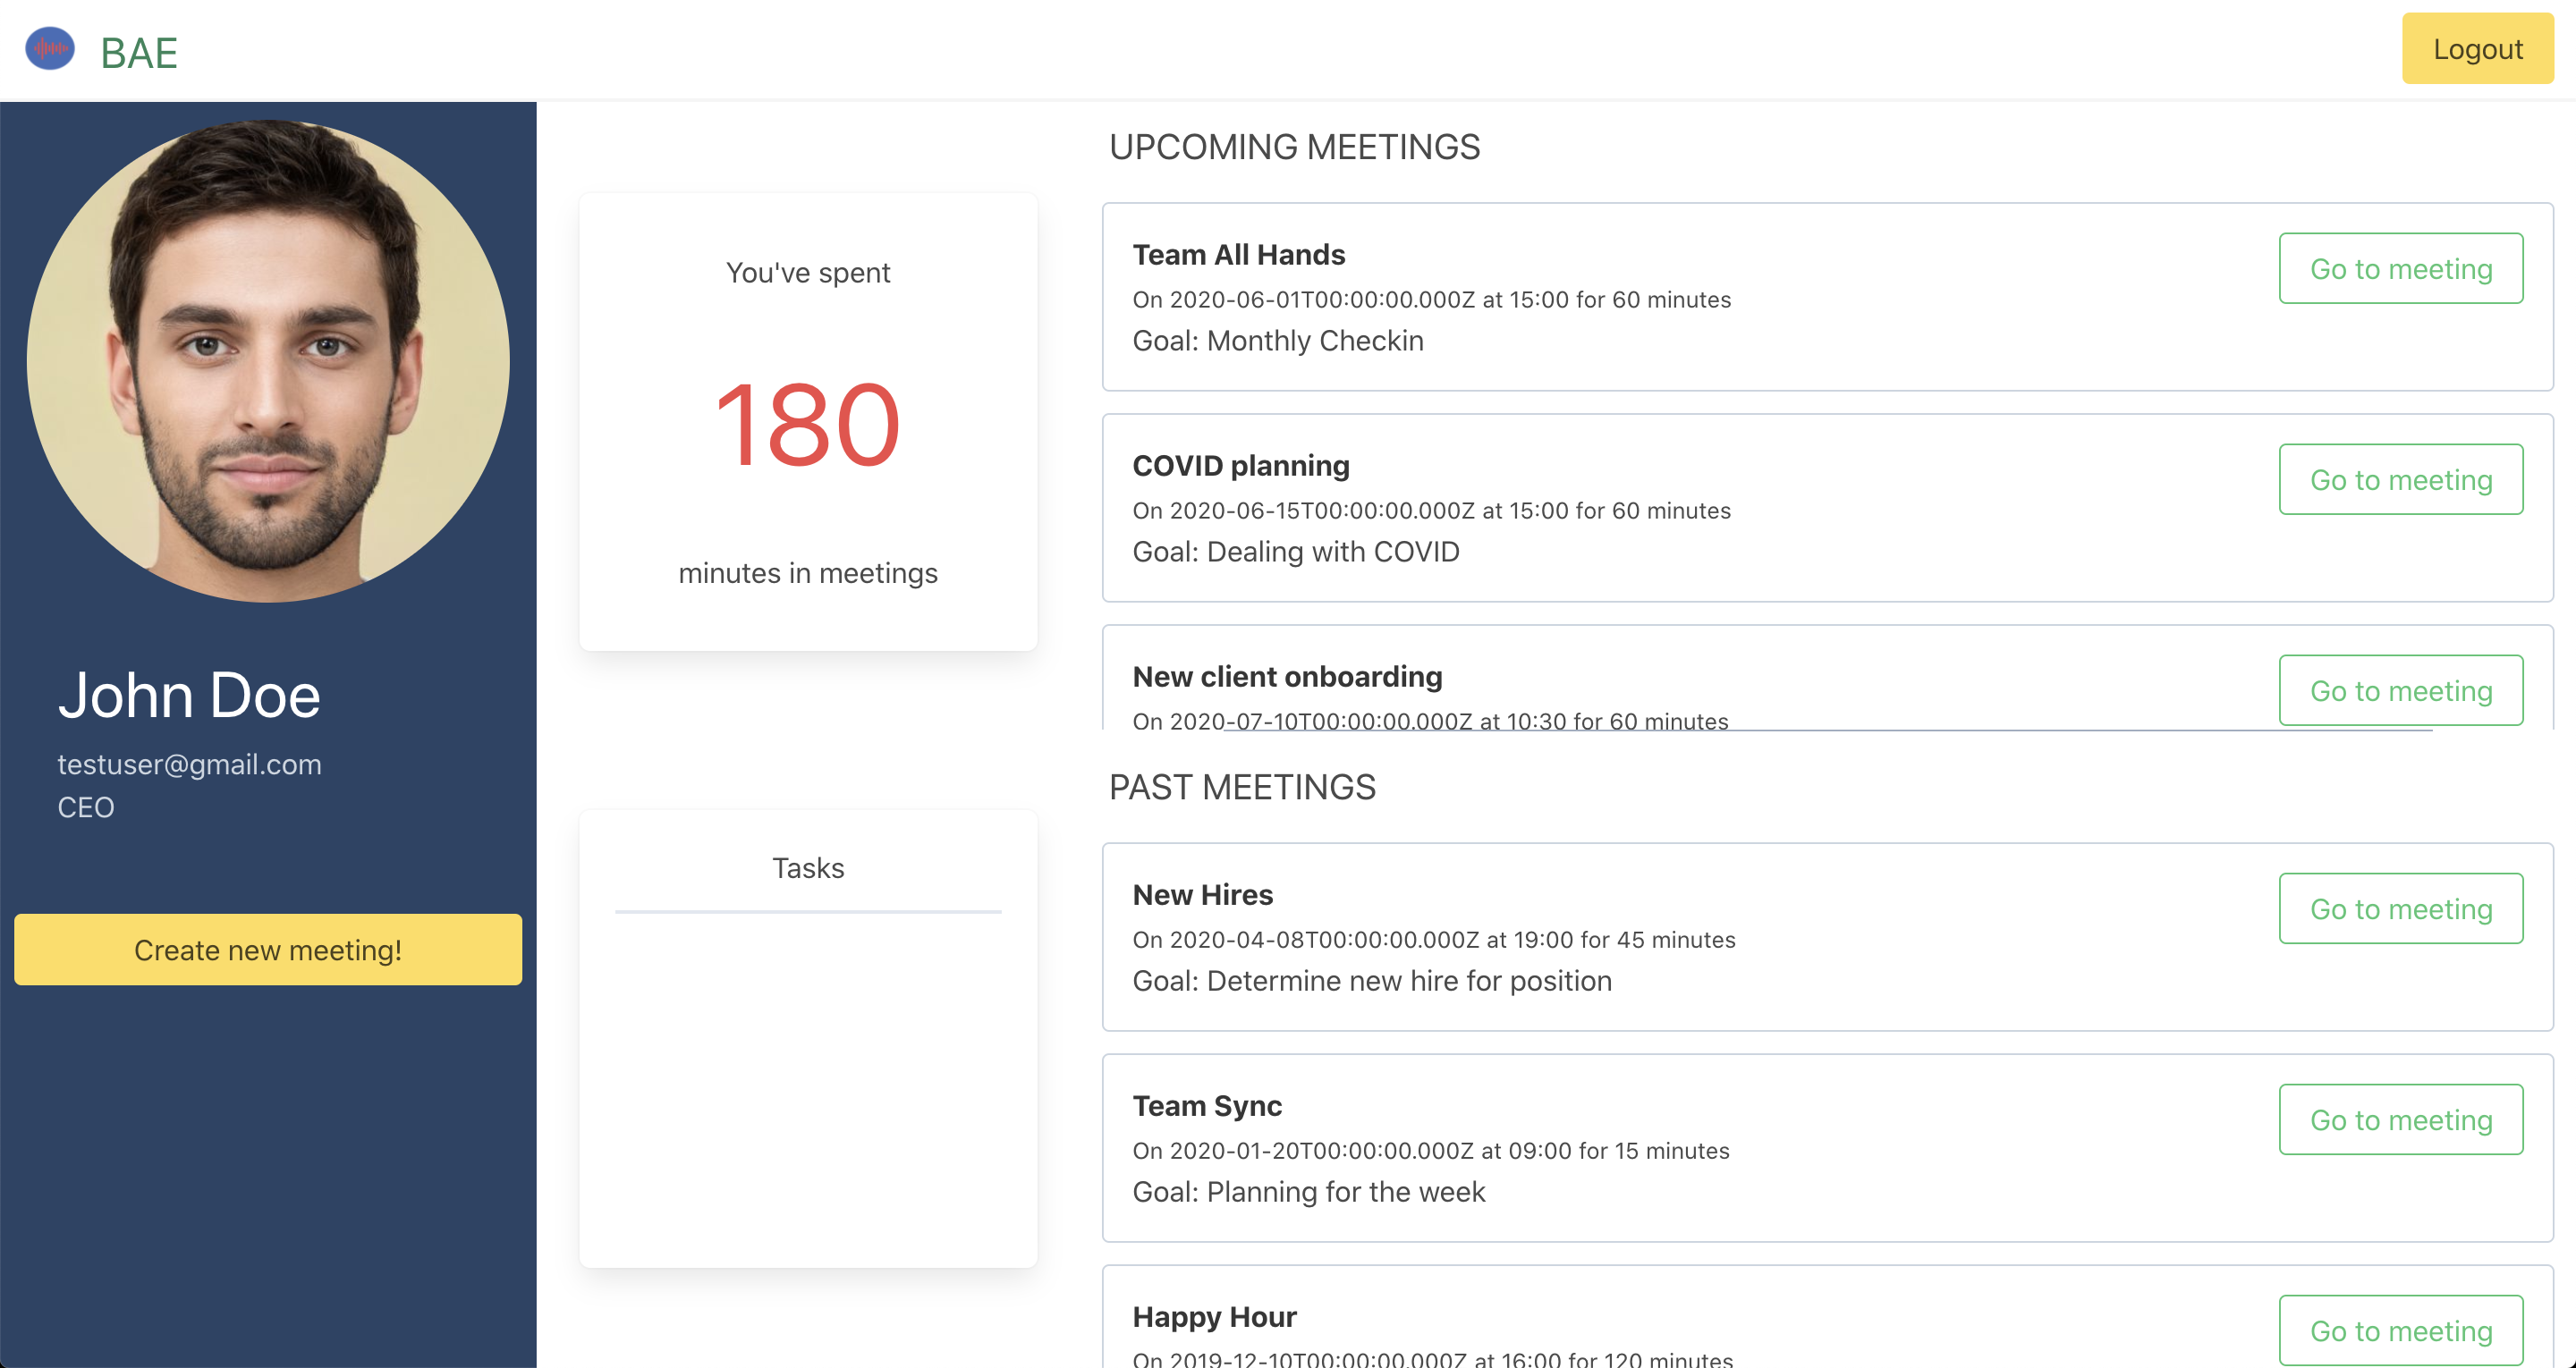 BAE
Logout
John Doe
testuser@gmail.com
CEO
Create new meeting!
You've spent
180
minutes in meetings
Tasks
UPCOMING MEETINGS
Team All Hands
On 2020-06-01T00:00:00.000Z at 15:00 for 60 minutes
Goal: Monthly Checkin
Go to meeting
COVID planning
On 2020-06-15T00:00:00.000Z at 15:00 for 60 minutes
Goal: Dealing with COVID
Go to meeting
New client onboarding
On 2020-07-10T00:00:00.000Z at 10:30 for 60 minutes
Go to meeting
PAST MEETINGS
New Hires
On 2020-04-08T00:00:00.000Z at 19:00 for 45 minutes
Goal: Determine new hire for position
Go to meeting
Team Sync
On 2020-01-20T00:00:00.000Z at 09:00 for 15 minutes
Goal: Planning for the week
Go to meeting
Happy Hour
On 2019-12-10T00:00:00.000Z at 16:00 for 120 minutes
Go to meeting